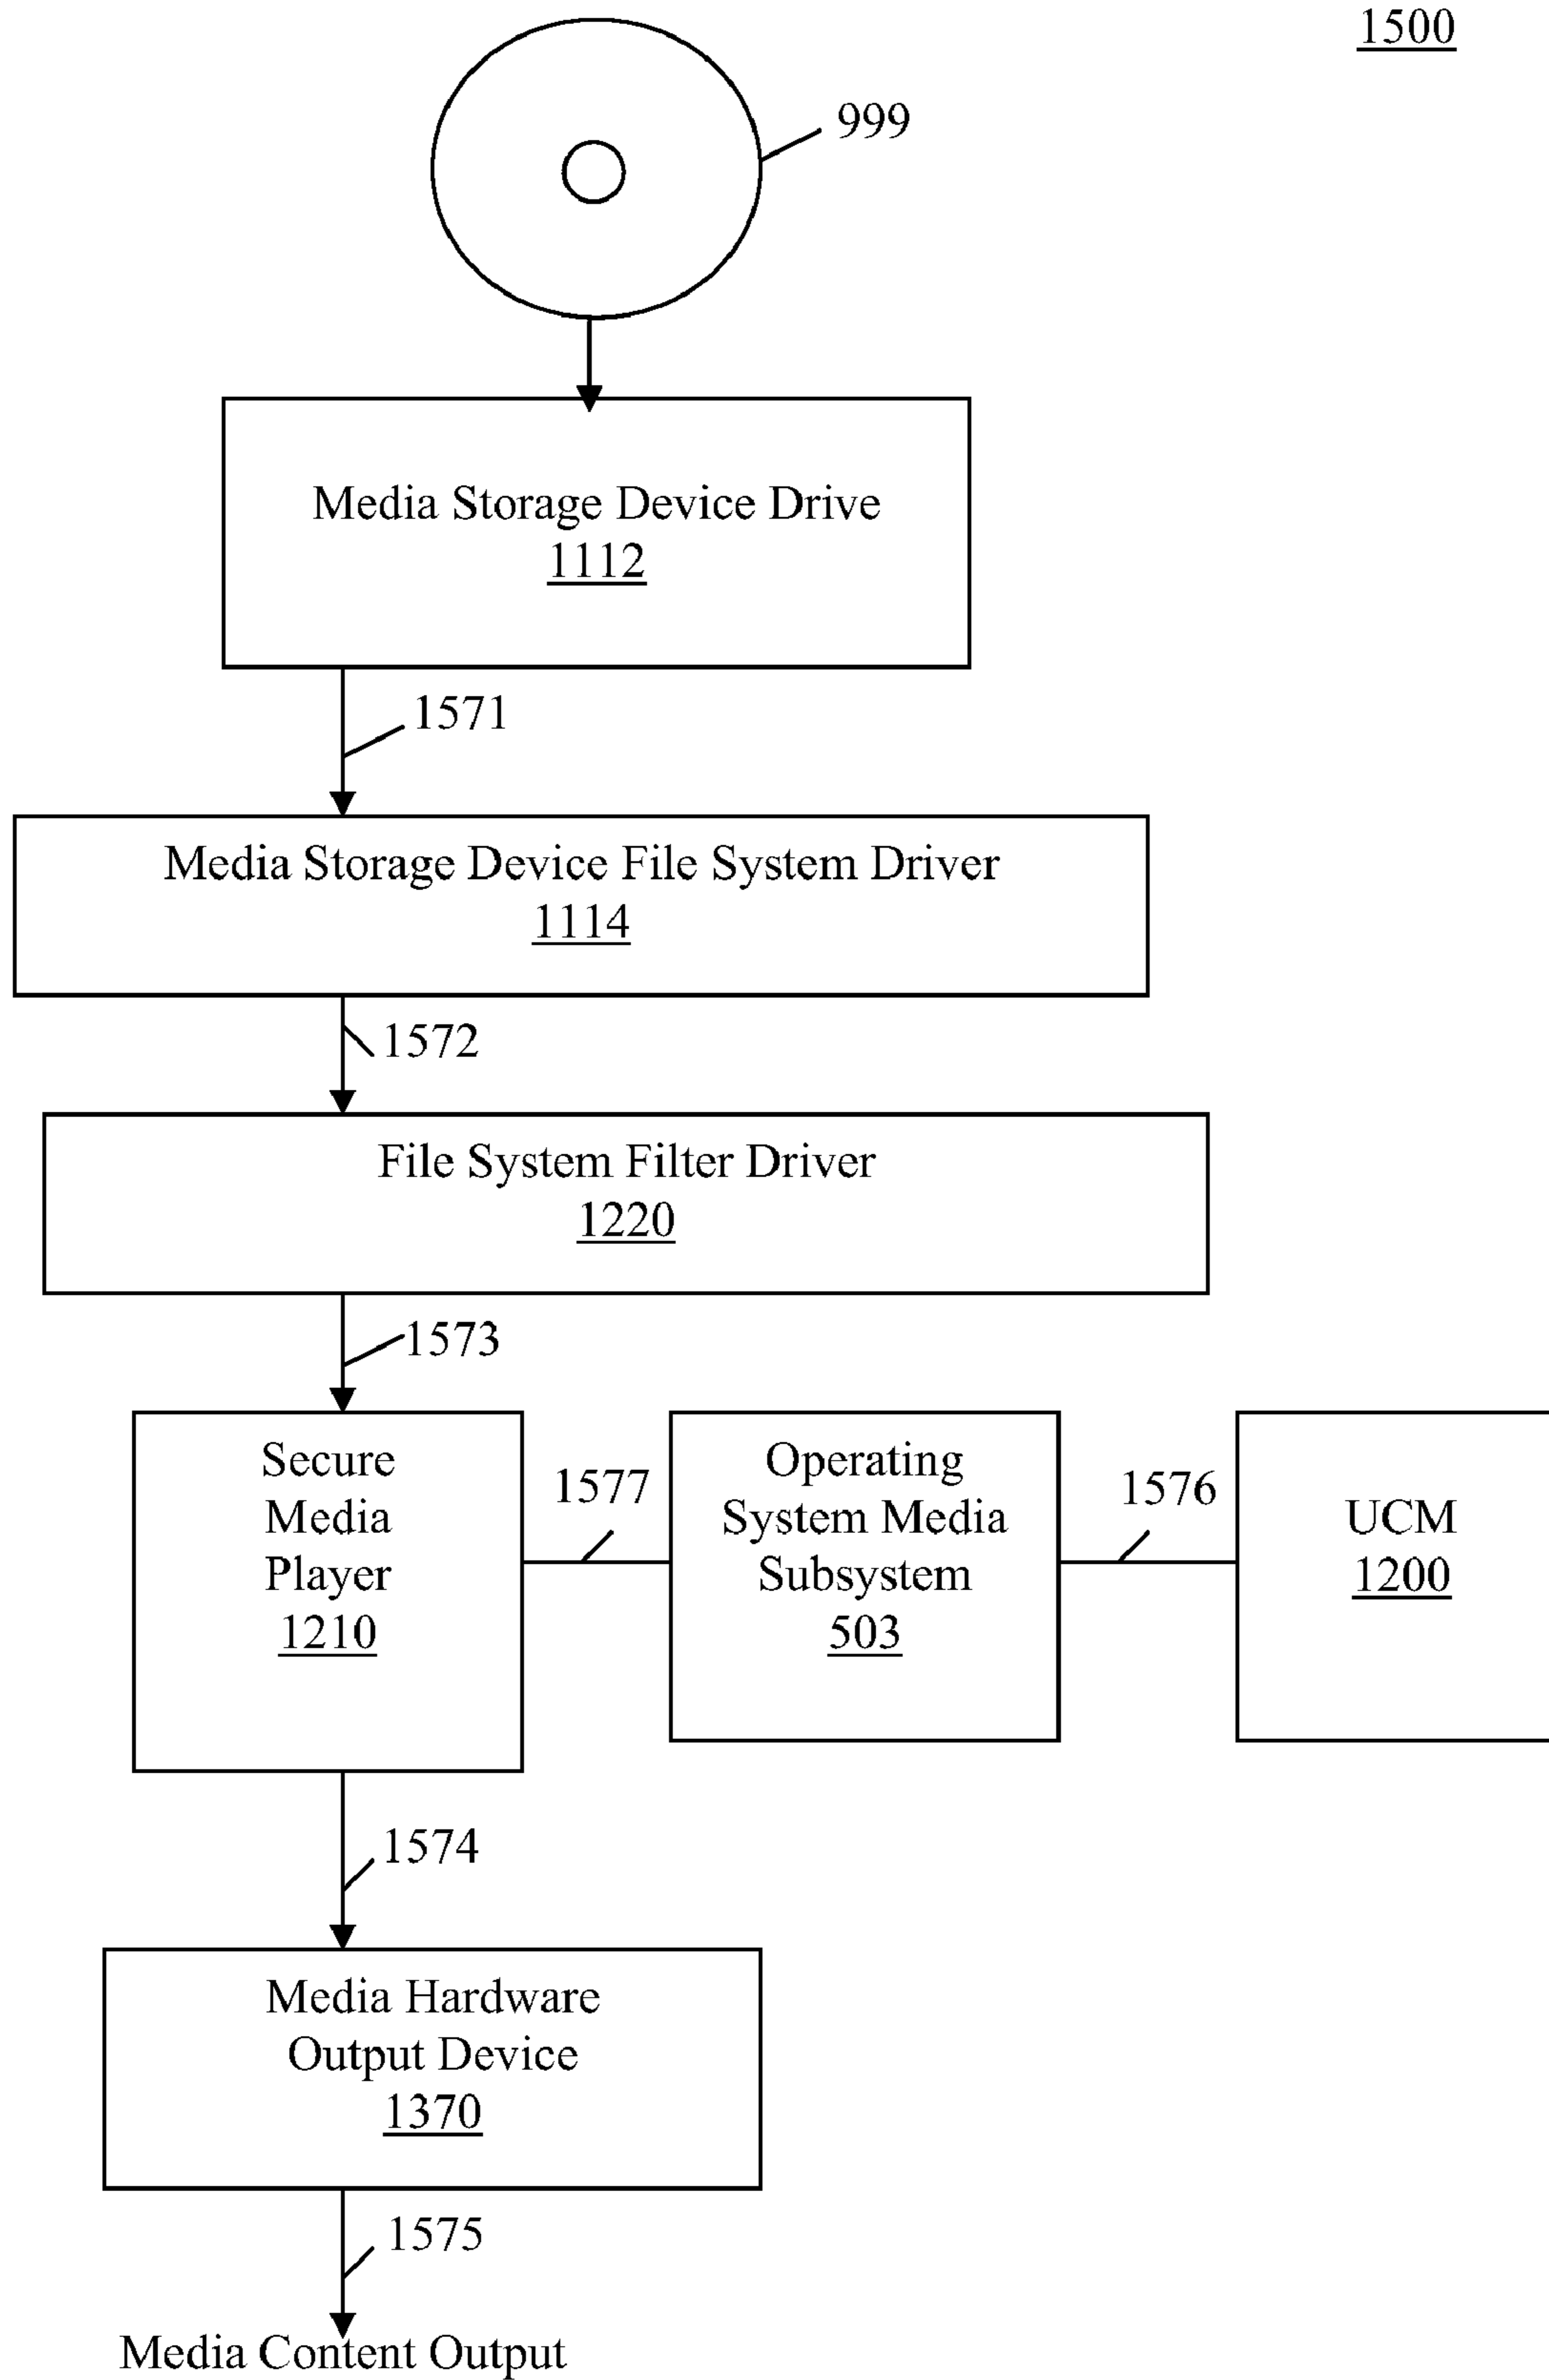 1500
999
Media Storage Device Drive
1112
1571
Media Storage Device File System Driver
1114
1572
File System Filter Driver
1220
1573
Secure
Media
Player
1210
1577
Operating
System Media
Subsystem
503
1576
UCM
1200
1574
Media Hardware
Output Device
1370
1575
Media Content Output